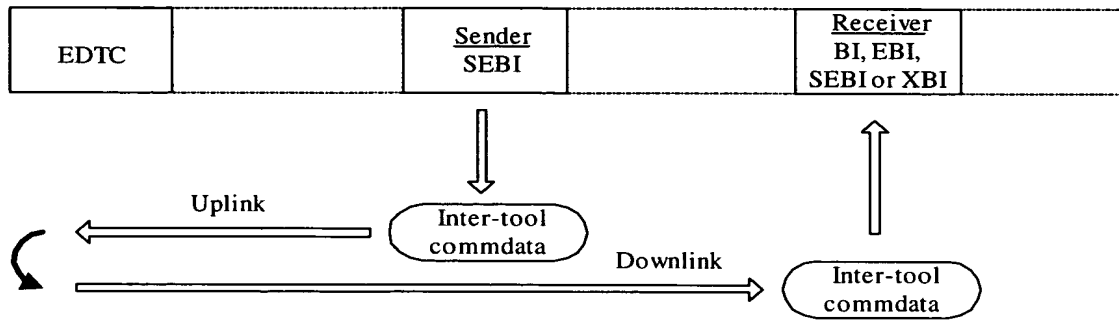 EDTC
Sender
SEBI
Receiver
BI, EBI,
SEBI or XBI
Uplink
Inter-tool
commdata
Downlink
Inter-tool
commdata